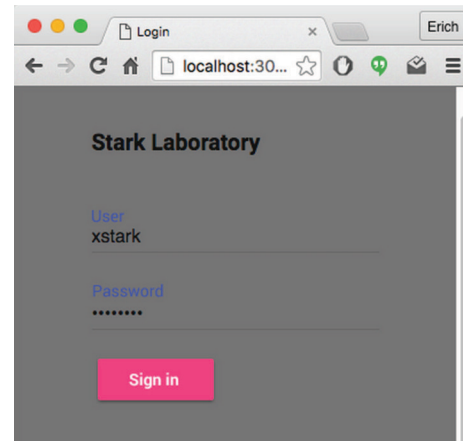 Login
Erich
localhost:30...
Stark Laboratory
User
xstark
Password
••••••••
Sign in